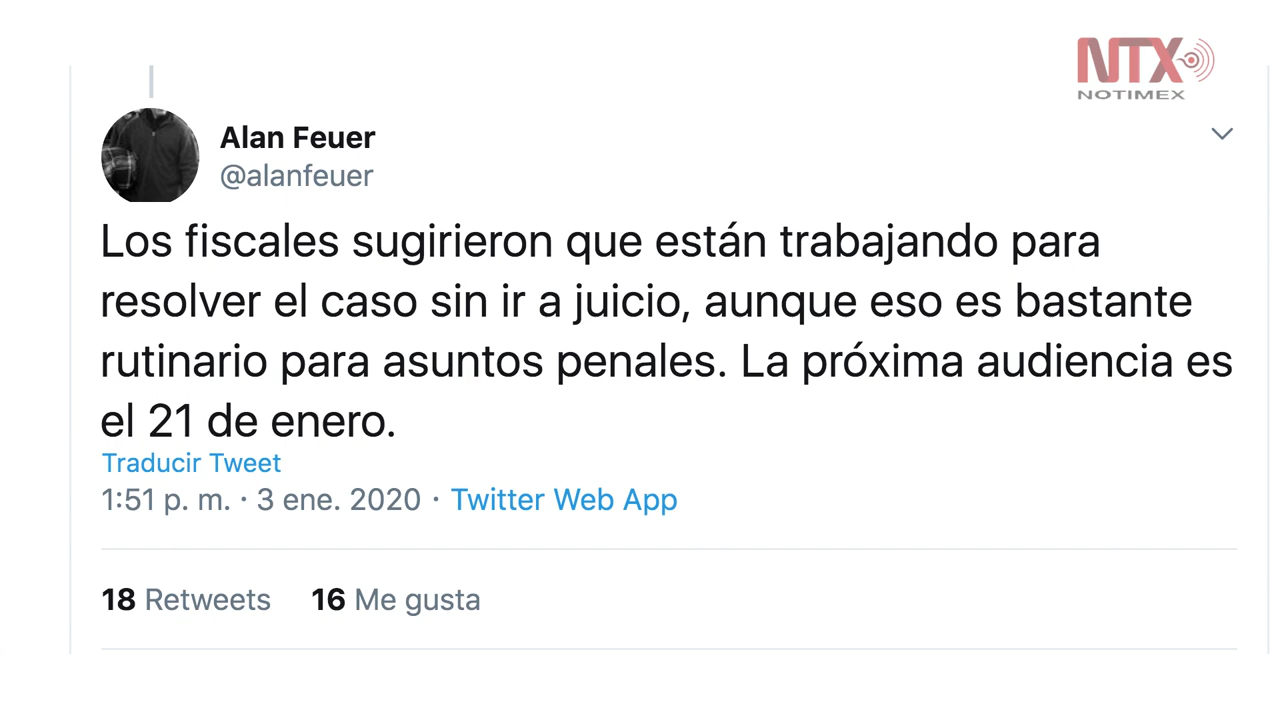 NTX
NOTIMEX
Alan Feuer
@alanfeuer
Los fiscales sugirieron que están trabajando para
resolver el caso sin ir a juicio, aunque eso es bastante
rutinario para asuntos penales. La próxima audiencia es
el 21 de enero.
Traducir Tweet
1:51 p. m. · 3 ene. 2020 · Twitter Web App
18 Retweets 16 Me gusta